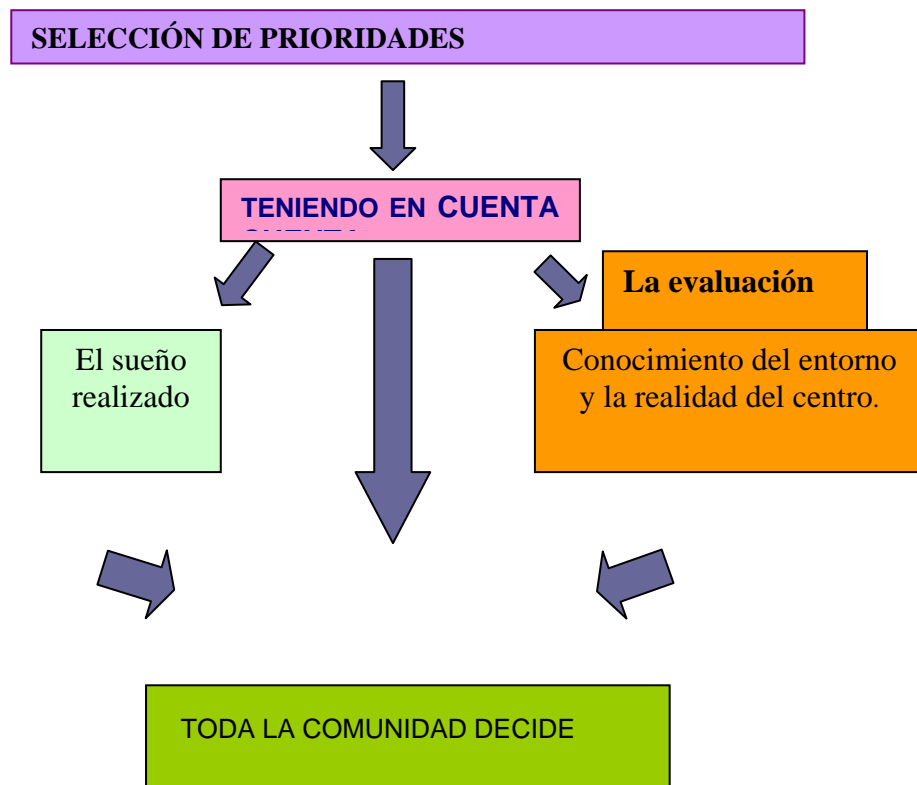 SELECCIÓN DE PRIORIDADES
TENIENDO EN CUENTA
La evaluación
El sueño
realizado
Conocimiento del entorno
y la realidad del centro.
TODA LA COMUNIDAD DECIDE